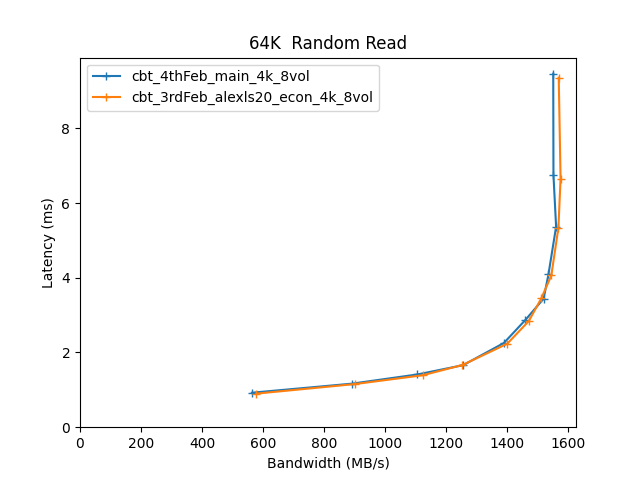 64K  Random Read
cbt_4thFeb_main_4k_8vol
cbt_3rdFeb_alexls20_econ_4k_8vol
Latency (ms)
8
6
4
2
0
0 200 400 600 800 1000 1200 1400 1600
Bandwidth (MB/s)